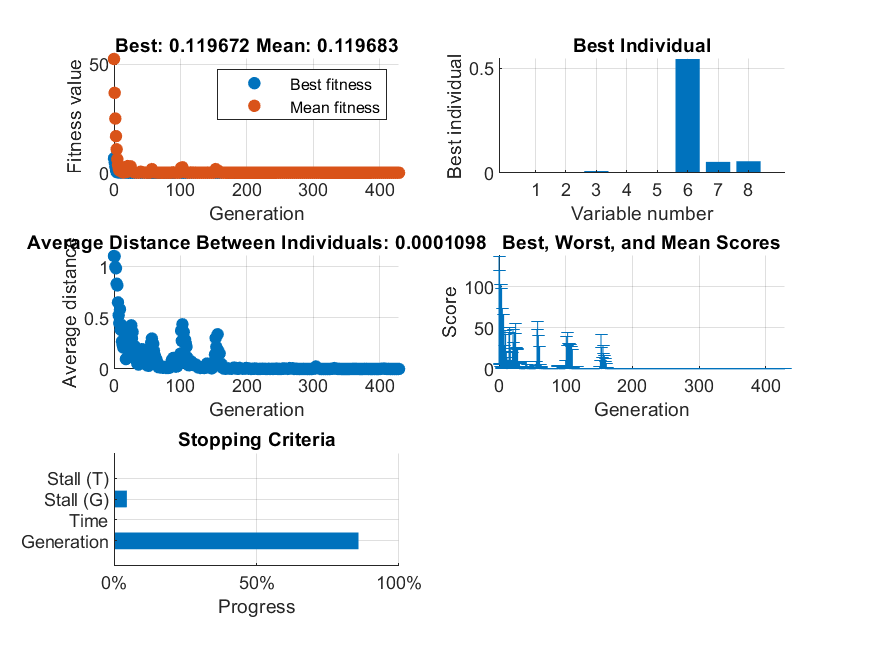 Best: 0.119672 Mean: 0.119683
Fitness value
50
0
Best fitness
Mean fitness
0 100 200 300 400
Generation
Best Individual
Best individual
0.5
0
1 2 3 4 5 6 7 8
Variable number
Average Distance Between Individuals: 0.0001098
Average distance
1
0.5
0
0 100 200 300 400
Generation
Best, Worst, and Mean Scores
Score
100
50
0
0 100 200 300 400
Generation
Stopping Criteria
Stall (T)
Stall (G)
Time
Generation
0% 50% 100%
Progress